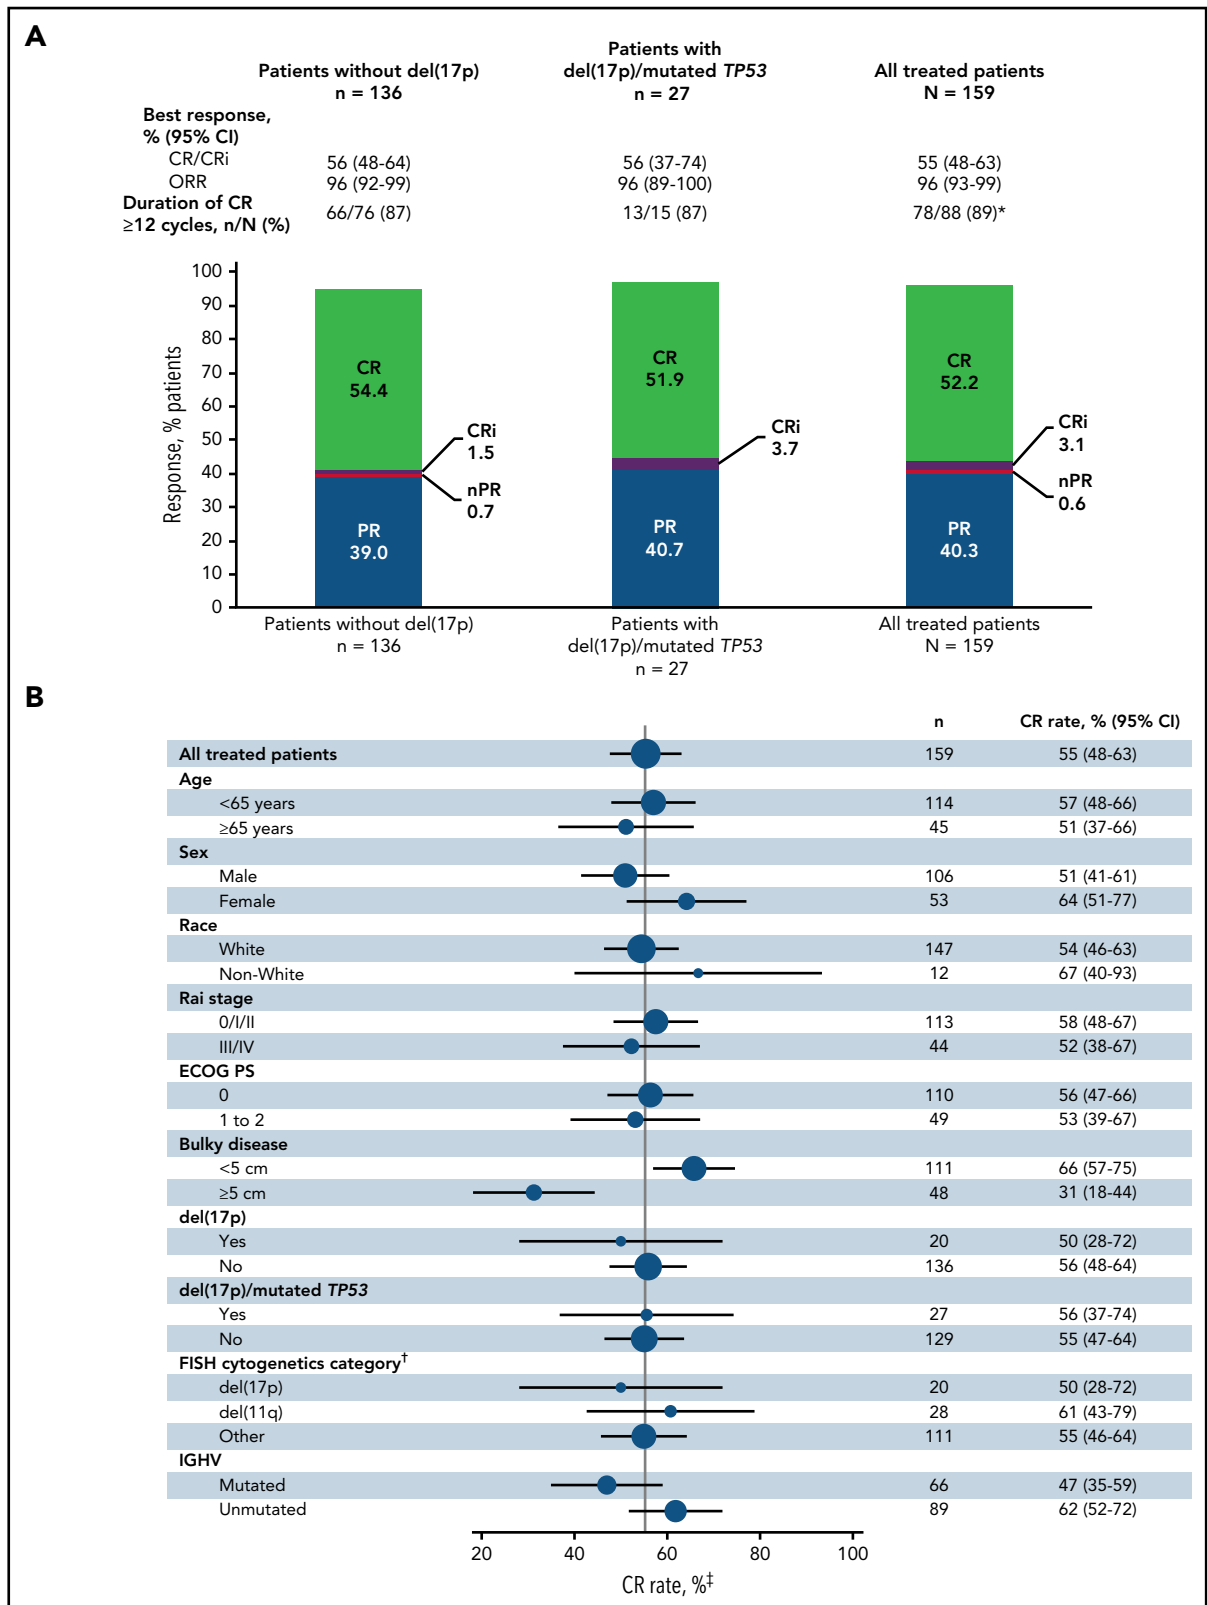 A
Patients without del(17p)
n = 136
Patients with
del(17p)/mutated TP53
n = 27
All treated patients
N = 159
Best response,
% (95% CI)
CR/CRi 56 (48-64) 56 (37-74) 55 (48-63)
ORR 96 (92-99) 96 (89-100) 96 (93-99)
Duration of CR
≥12 cycles, n/N (%) 66/76 (87) 13/15 (87) 78/88 (89)*
Response, % patients
100
90
80
70
60
50
40
30
20
10
0
CR
54.4
CRi
1.5
nPR
0.7
PR
39.0
CR
51.9
CRi
3.7
PR
40.7
CR
52.2
CRi
3.1
nPR
0.6
PR
40.3
Patients without del(17p)
n = 136
Patients with
del(17p)/mutated TP53
n = 27
All treated patients
N = 159
B
n CR rate, % (95% CI)
All treated patients 159 55 (48-63)
Age
<65 years 114 57 (48-66)
≥65 years 45 51 (37-66)
Sex
Male 106 51 (41-61)
Female 53 64 (51-77)
Race
White 147 54 (46-63)
Non-White 12 67 (40-93)
Rai stage
0/I/II 113 58 (48-67)
III/IV 44 52 (38-67)
ECOG PS
0 110 56 (47-66)
1 to 2 49 53 (39-67)
Bulky disease
<5 cm 111 66 (57-75)
≥5 cm 48 31 (18-44)
del(17p)
Yes 20 50 (28-72)
No 136 56 (48-64)
del(17p)/mutated TP53
Yes 27 56 (37-74)
No 129 55 (47-64)
FISH cytogenetics category†
del(17p) 20 50 (28-72)
del(11q) 28 61 (43-79)
Other 111 55 (46-64)
IGHV
Mutated 66 47 (35-59)
Unmutated 89 62 (52-72)
20 40 60 80 100
CR rate, %‡